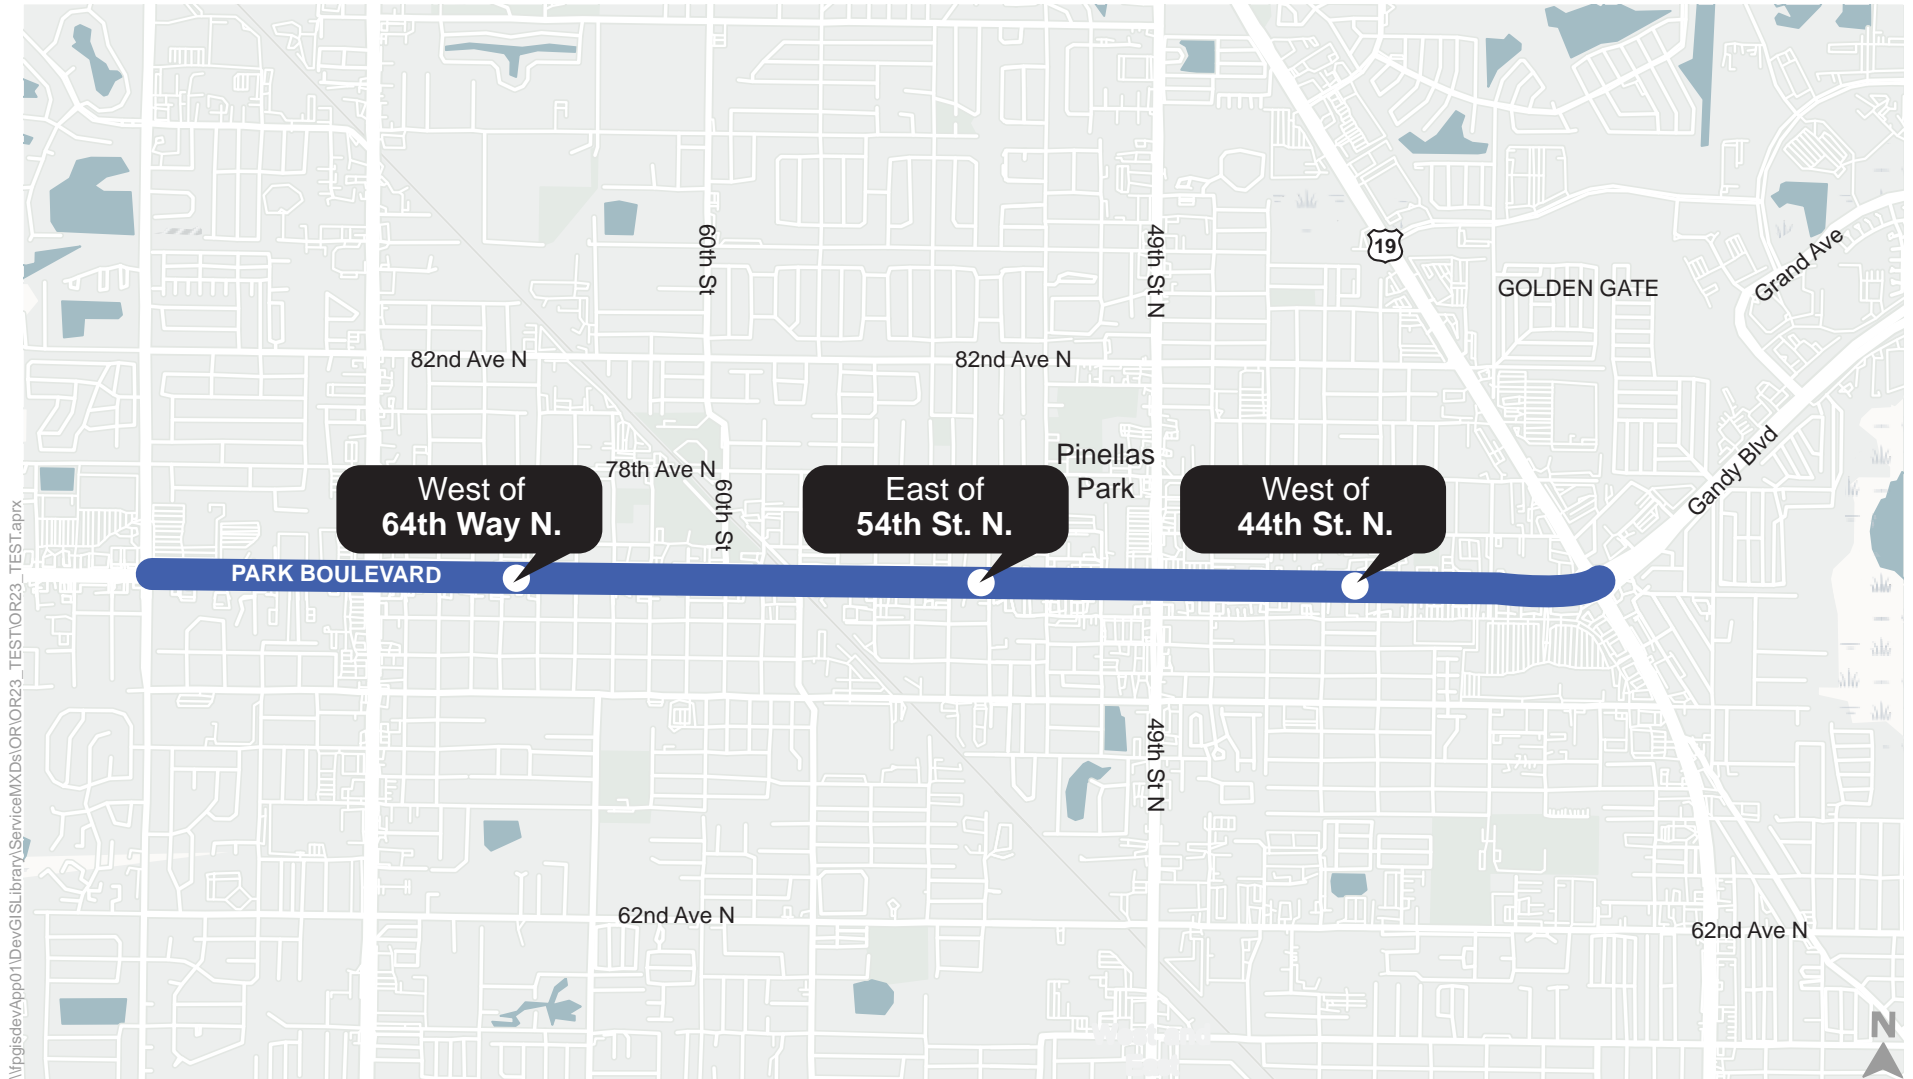 60th St
49th St N
19
Grand Ave
GOLDEN GATE
82nd Ave N
82nd Ave N
Gandy Blvd
Pinellas
Park
78th Ave N
60th St
West of
64th Way N.
East of
54th St. N.
West of
44th St. N.
PARK BOULEVARD
49th St N
62nd Ave N
62nd Ave N
N
\\frpgisdevApp01\DevGISLibrary\ServiceMXDs\OR\OR23_TEST\OR23_TEST.aprx